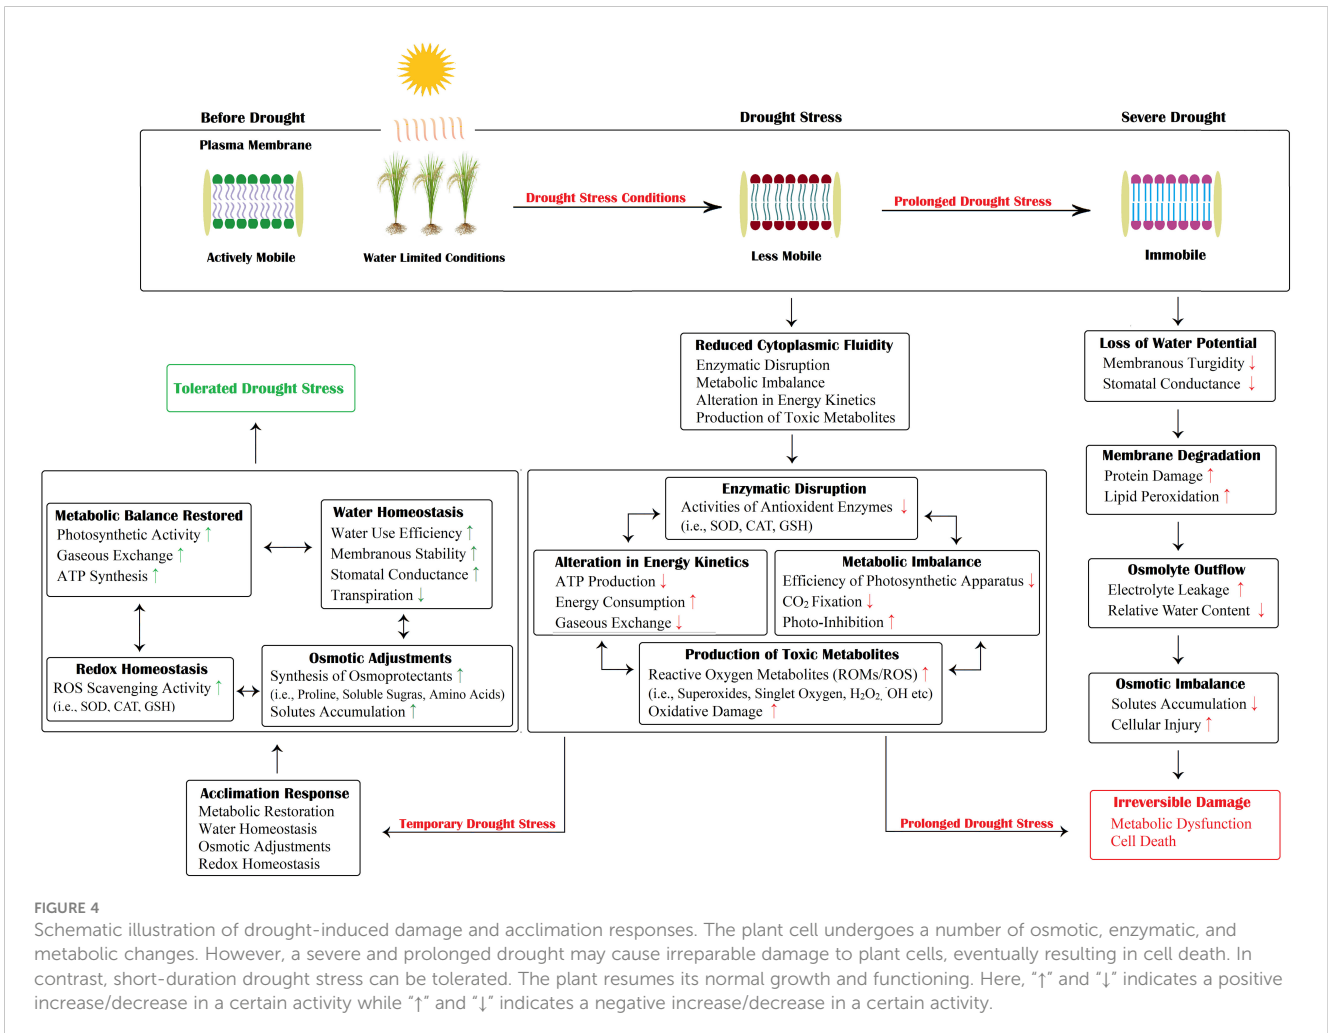 Before Drought
Drought Stress
Severe Drought
Plasma Membrane
Drought Stress Conditions
Prolonged Drought Stress
Actively Mobile
Water Limited Conditions
Less Mobile
Immobile
Reduced Cytoplasmic Fluidity
Enzymatic Disruption
Metabolic Imbalance
Alteration in Energy Kinetics
Production of Toxic Metabolites
Loss of Water Potential
Membranous Turgidity ↓
Stomatal Conductance ↓
Tolerated Drought Stress
Membrane Degradation
Protein Damage ↑
Lipid Peroxidation ↑
Metabolic Balance Restored
Photosynthetic Activity ↑
Gaseous Exchange ↑
ATP Synthesis ↑
Water Homeostasis
Water Use Efficiency ↑
Membranous Stability ↑
Stomatal Conductance ↑
Transpiration ↓
Redox Homeostasis
ROS Scavenging Activity ↑
(i.e., SOD, CAT, GSH)
Osmotic Adjustments
Synthesis of Osmoprotectants ↑
(i.e., Proline, Soluble Sugras, Amino Acids)
Solutes Accumulation ↑
Enzymatic Disruption
Activities of Antioxident Enzymes ↓
(i.e., SOD, CAT, GSH)
Alteration in Energy Kinetics
ATP Production ↓
Energy Consumption ↑
Gaseous Exchange ↓
Metabolic Imbalance
Efficiency of Photosynthetic Apparatus ↓
CO₂ Fixation ↓
Photo-Inhibition ↑
Production of Toxic Metabolites
Reactive Oxygen Metabolites (ROMs/ROS) ↑
(i.e., Superoxides, Singlet Oxygen, H₂O₂, ˙OH etc)
Oxidative Damage ↑
Osmolyte Outflow
Electrolyte Leakage ↑
Relative Water Content ↓
Osmotic Imbalance
Solutes Accumulation ↓
Cellular Injury ↑
Acclimation Response
Metabolic Restoration
Water Homeostasis
Osmotic Adjustments
Redox Homeostasis
Temporary Drought Stress
Prolonged Drought Stress
Irreversible Damage
Metabolic Dysfunction
Cell Death
FIGURE 4
Schematic illustration of drought-induced damage and acclimation responses. The plant cell undergoes a number of osmotic, enzymatic, and
metabolic changes. However, a severe and prolonged drought may cause irreparable damage to plant cells, eventually resulting in cell death. In
contrast, short-duration drought stress can be tolerated. The plant resumes its normal growth and functioning. Here, “↑” and “↓” indicates a positive
increase/decrease in a certain activity while “↑” and “↓” indicates a negative increase/decrease in a certain activity.